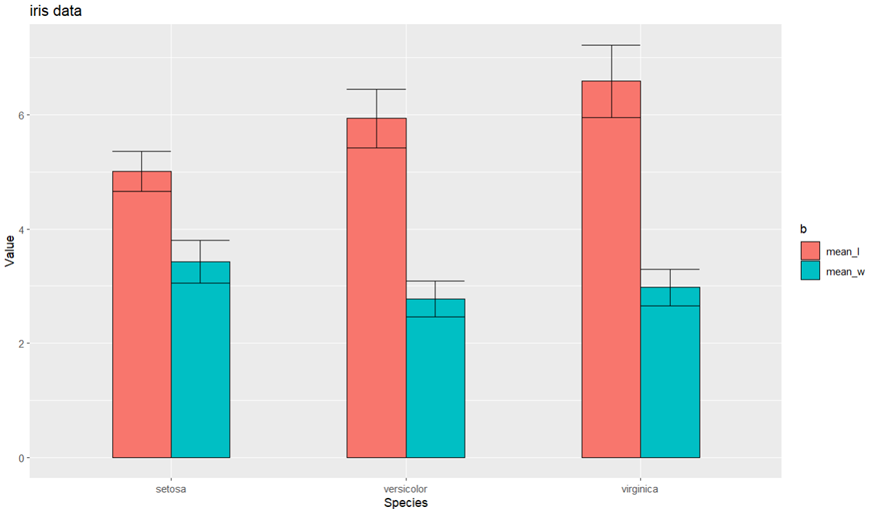 iris data
6
4
2
0
Value
setosa versicolor virginica
Species
b
mean_l
mean_w